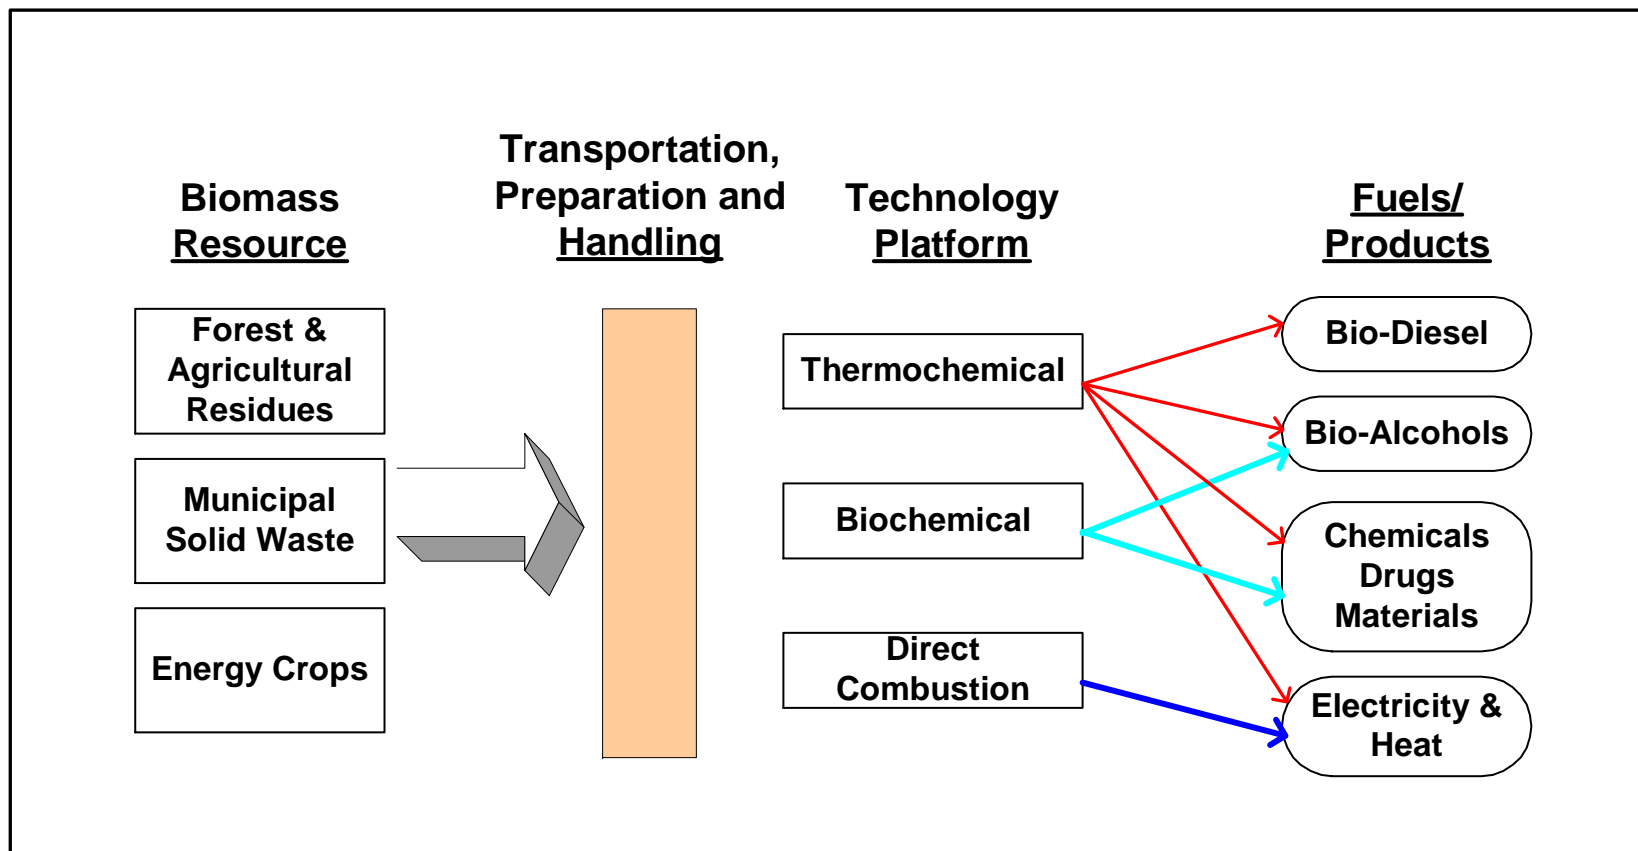 Biomass
Resource
Transportation,
Preparation and
Handling
Technology
Platform
Fuels/
Products
Forest &
Agricultural
Residues
Municipal
Solid Waste
Energy Crops
Thermochemical
Biochemical
Direct
Combustion
Bio-Diesel
Bio-Alcohols
Chemicals
Drugs
Materials
Electricity &
Heat